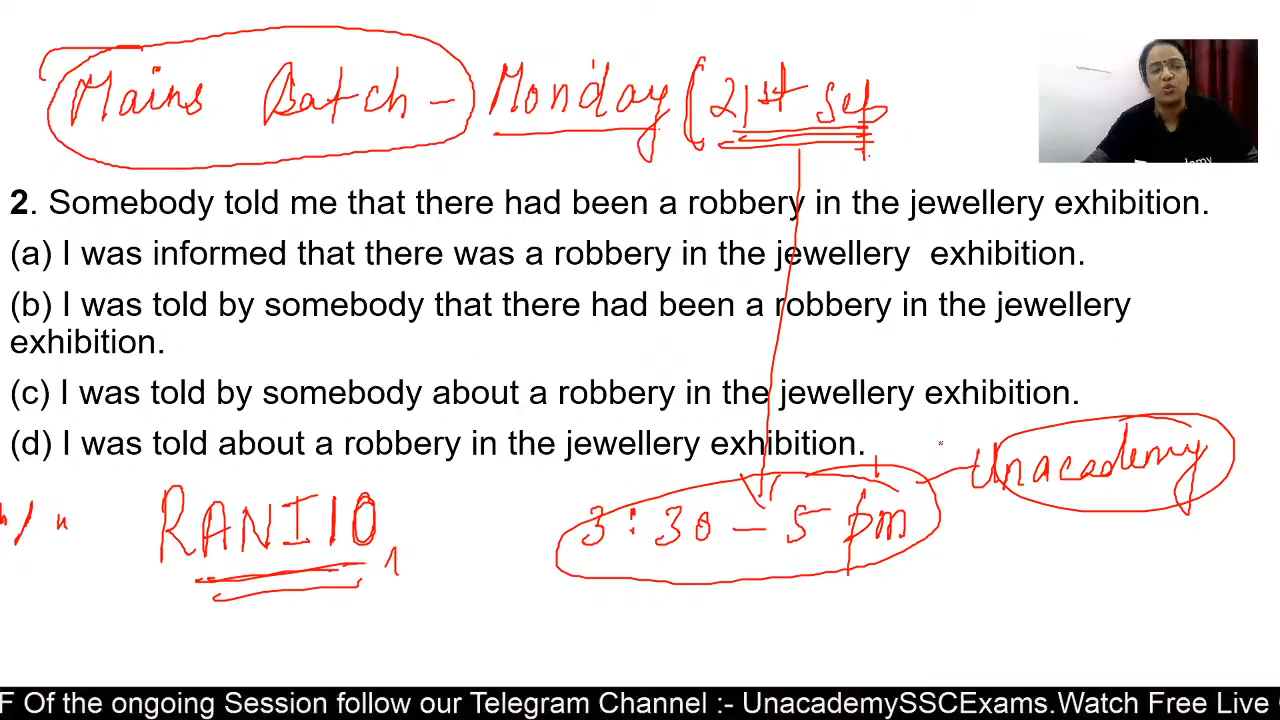 Mains Batch - Monday (21st Sep
2. Somebody told me that there had been a robbery in the jewellery exhibition.
(a) I was informed that there was a robbery in the jewellery exhibition.
(b) I was told by somebody that there had been a robbery in the jewellery
exhibition.
(c) I was told by somebody about a robbery in the jewellery exhibition.
(d) I was told about a robbery in the jewellery exhibition.
Unacademy
RANI10
3:30 - 5 pm
F Of the ongoing Session follow our Telegram Channel :- UnacademySSCExams.Watch Free Live